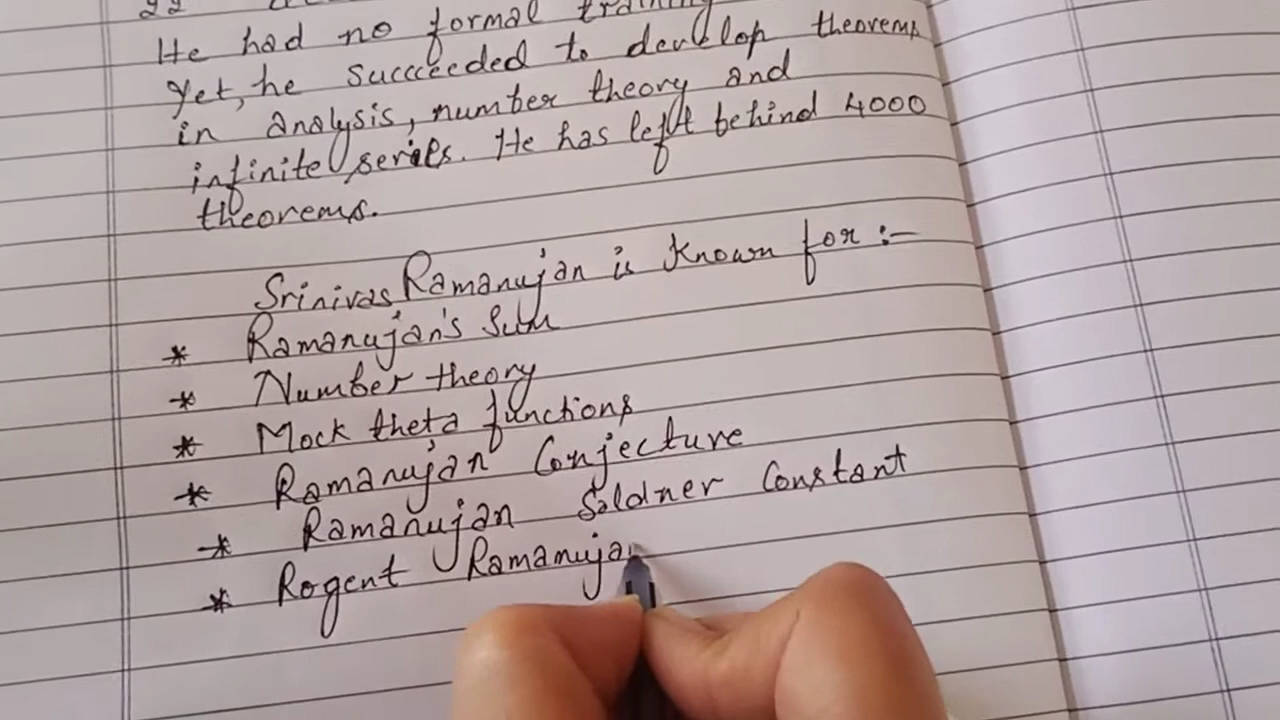 He had no formal training
Yet, he succeeded to develop theorems
in analysis, number theory and
infinite series. He has left behind 4000
theorems.
Srinivas Ramanujan is known for :-
* Ramanujan's Sum
* Number theory
* Mock theta functions
* Ramanujan Conjecture
* Ramanujan Soldner Constant
* Rogent Ramanujan